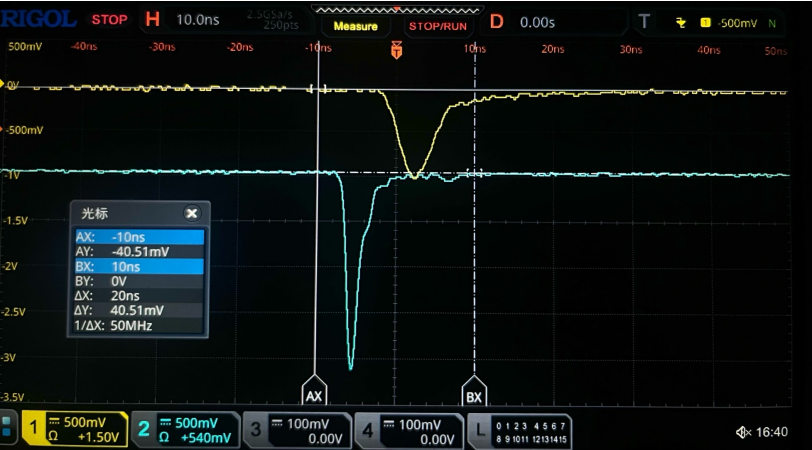 RIGOL STOP H 10.0ns 2.5GSa/s 250pts Measure STOP/RUN D 0.00s T 1 -500mV N
500mV -40ns -30ns -20ns -10ns T 10ns 20ns 30ns 40ns 50ns
0V
-500mV
-1V
-1.5V
-2V
-2.5V
-3V
-3.5V
光标
AX: -10ns
AY: -40.51mV
BX: 10ns
BY: 0V
ΔX: 20ns
ΔY: 40.51mV
1/ΔX: 50MHz
AX BX
1 500mV Ω +1.50V
2 500mV Ω +540mV
3 100mV 0.00V
4 100mV 0.00V
L 0 1 2 3 4 5 6 7
8 9 10 11 12 13 14 15
16:40